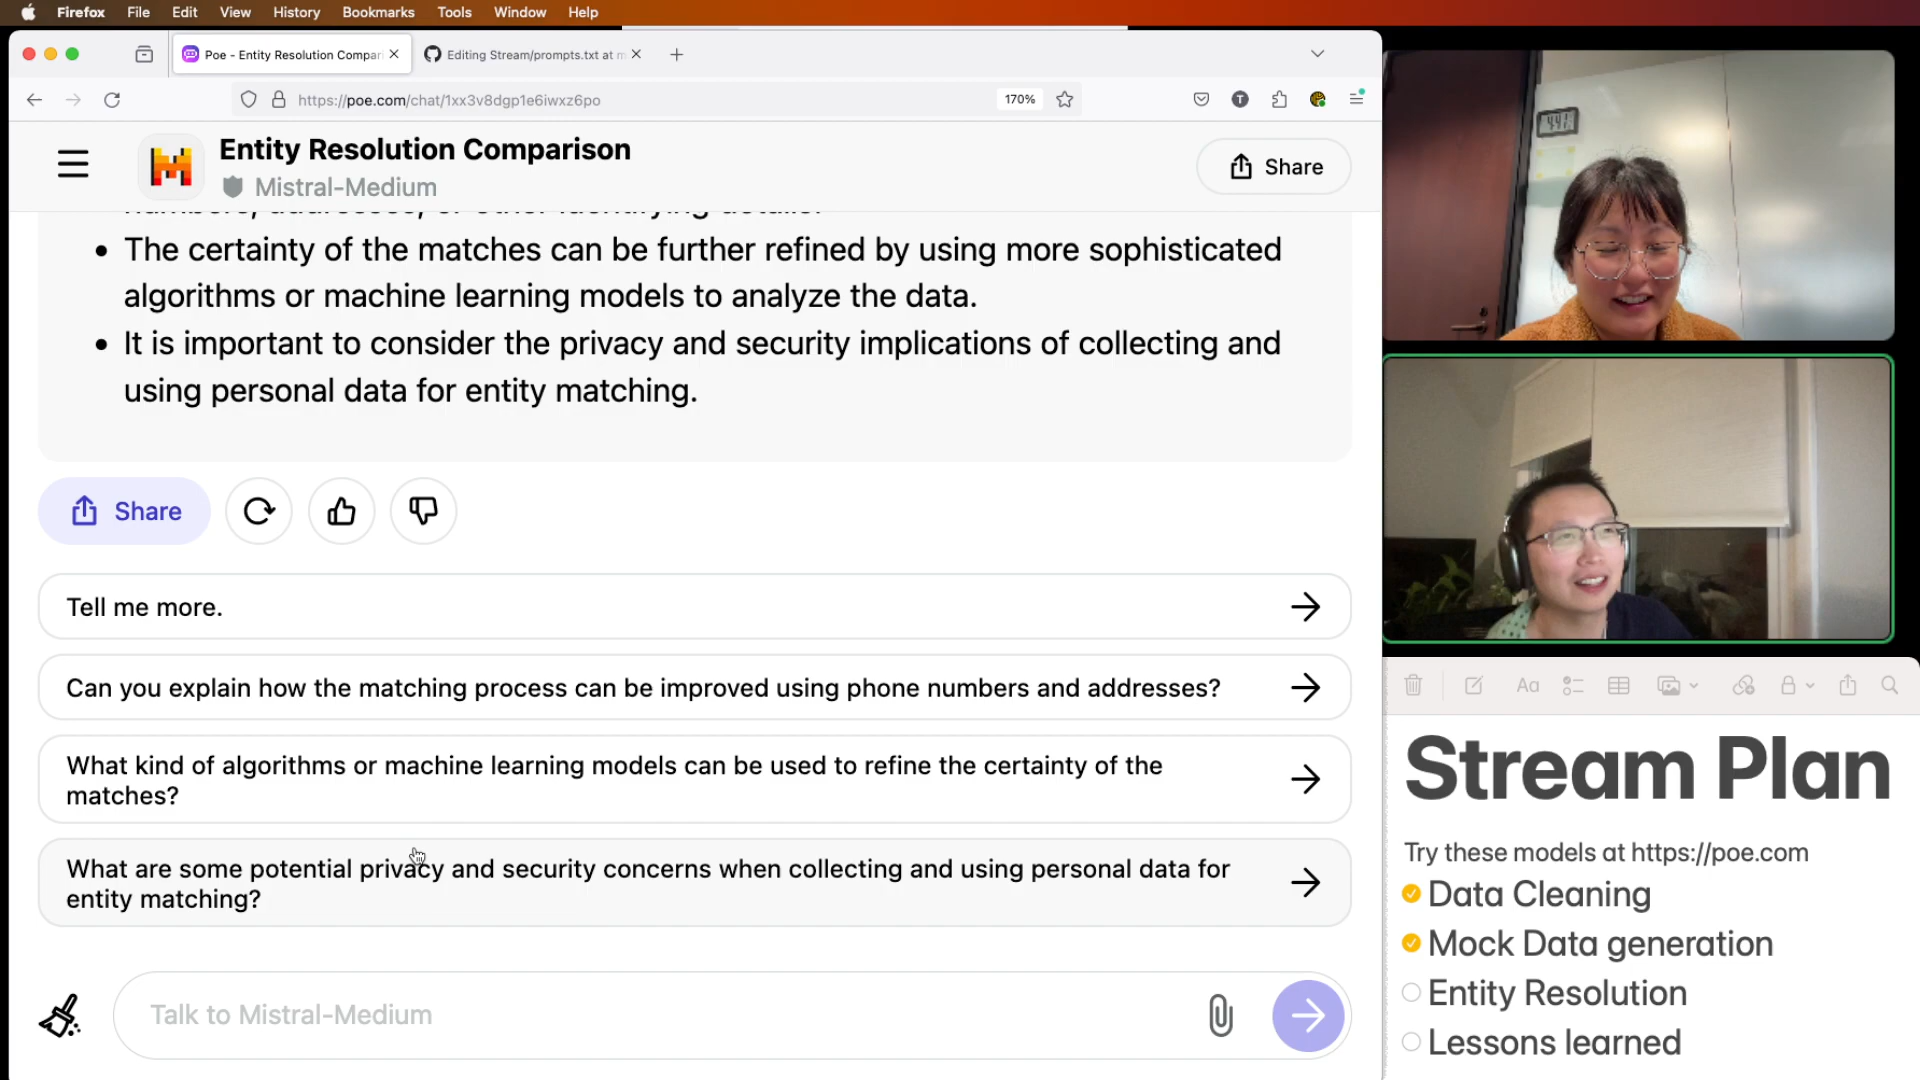 Firefox File Edit View History Bookmarks Tools Window Help
Poe - Entity Resolution Compari
Editing Stream/prompts.txt at m
https://poe.com/chat/1xx3v8dgp1e6iwxz6po
170%
T
Entity Resolution Comparison
Mistral-Medium
Share
numbers, addresses, or other identifying details.
• The certainty of the matches can be further refined by using more sophisticated
algorithms or machine learning models to analyze the data.
• It is important to consider the privacy and security implications of collecting and
using personal data for entity matching.
Share
Tell me more.
Can you explain how the matching process can be improved using phone numbers and addresses?
What kind of algorithms or machine learning models can be used to refine the certainty of the
matches?
What are some potential privacy and security concerns when collecting and using personal data for
entity matching?
Talk to Mistral-Medium
Aa
Stream Plan
Try these models at https://poe.com
Data Cleaning
Mock Data generation
Entity Resolution
Lessons learned